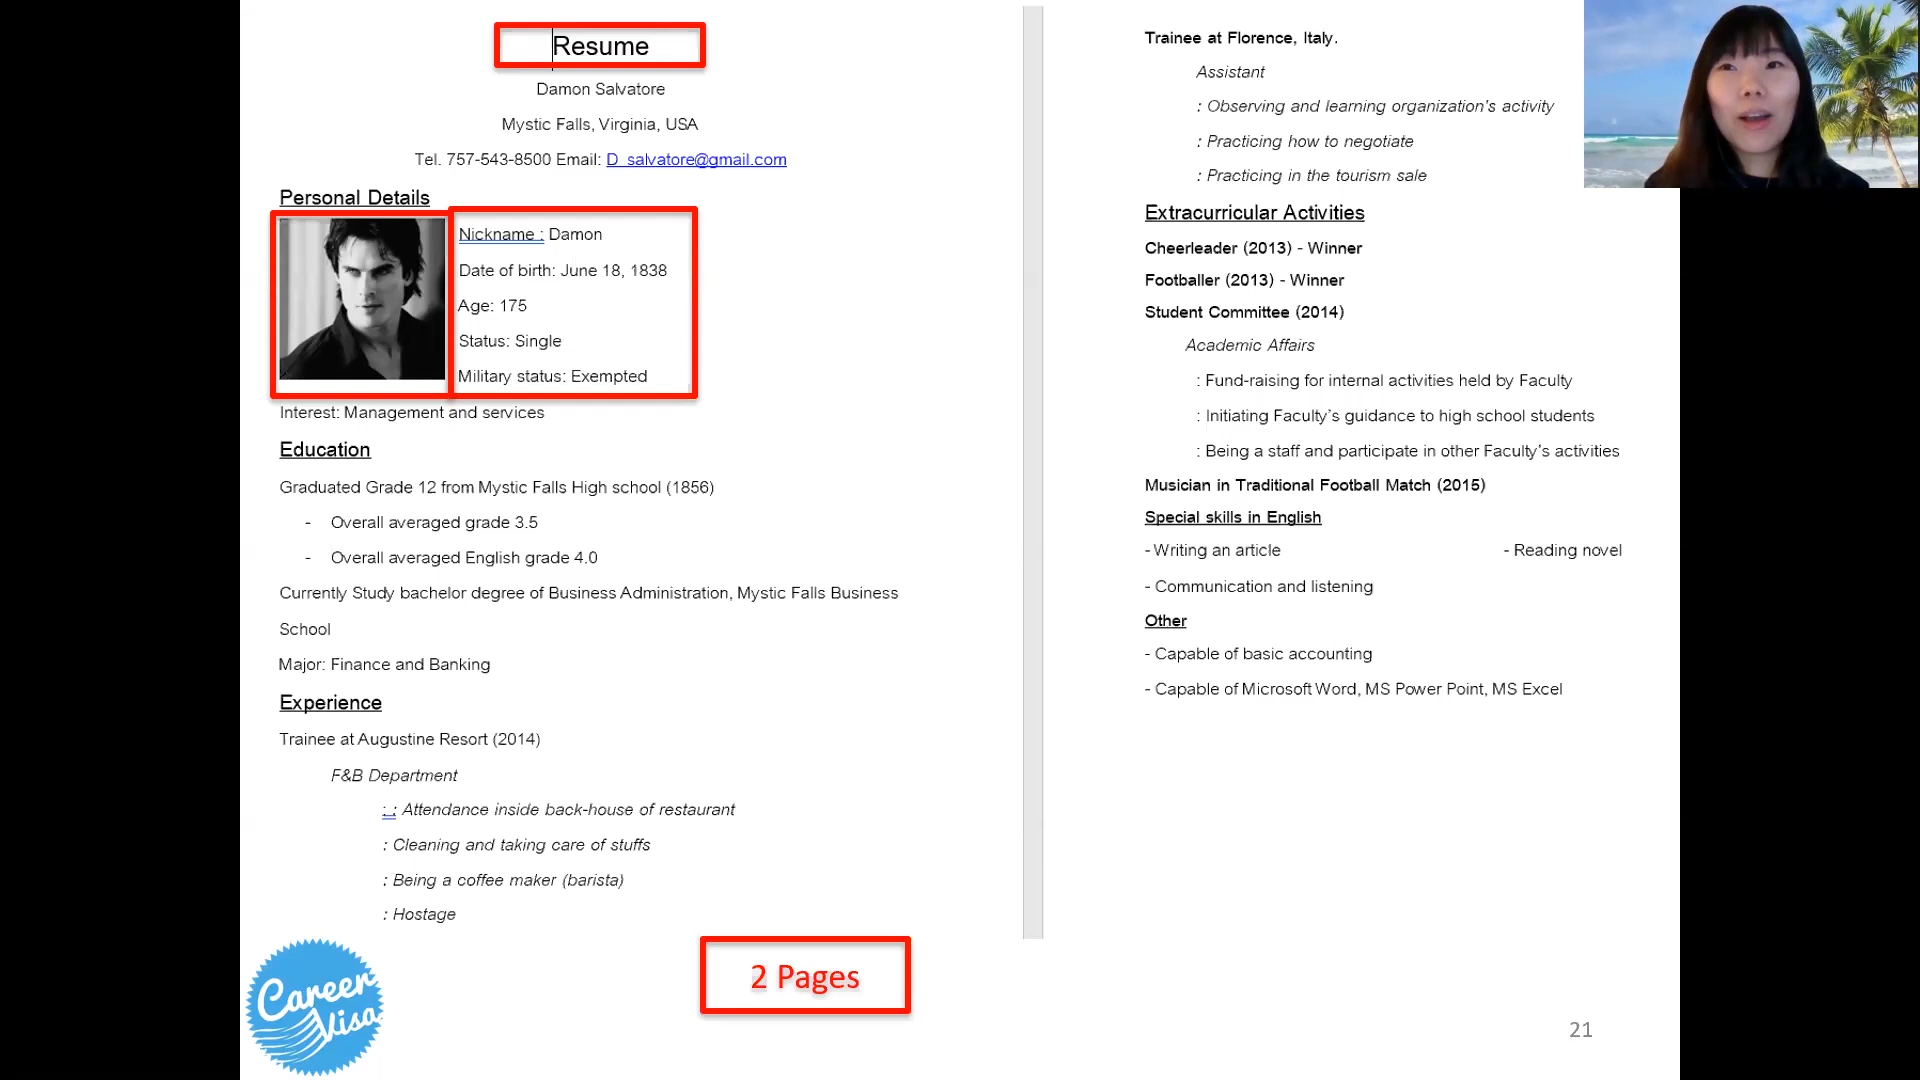 Resume
Damon Salvatore
Mystic Falls, Virginia, USA
Tel. 757-543-8500 Email: D_salvatore@gmail.com
Personal Details
Nickname : Damon
Date of birth: June 18, 1838
Age: 175
Status: Single
Military status: Exempted
Interest: Management and services
Education
Graduated Grade 12 from Mystic Falls High school (1856)
- Overall averaged grade 3.5
- Overall averaged English grade 4.0
Currently Study bachelor degree of Business Administration, Mystic Falls Business
School
Major: Finance and Banking
Experience
Trainee at Augustine Resort (2014)
F&B Department
: : Attendance inside back-house of restaurant
: Cleaning and taking care of stuffs
: Being a coffee maker (barista)
: Hostage
2 Pages
Career Visa
Trainee at Florence, Italy.
Assistant
: Observing and learning organization's activity
: Practicing how to negotiate
: Practicing in the tourism sale
Extracurricular Activities
Cheerleader (2013) - Winner
Footballer (2013) - Winner
Student Committee (2014)
Academic Affairs
: Fund-raising for internal activities held by Faculty
: Initiating Faculty's guidance to high school students
: Being a staff and participate in other Faculty's activities
Musician in Traditional Football Match (2015)
Special skills in English
- Writing an article - Reading novel
- Communication and listening
Other
- Capable of basic accounting
- Capable of Microsoft Word, MS Power Point, MS Excel
21